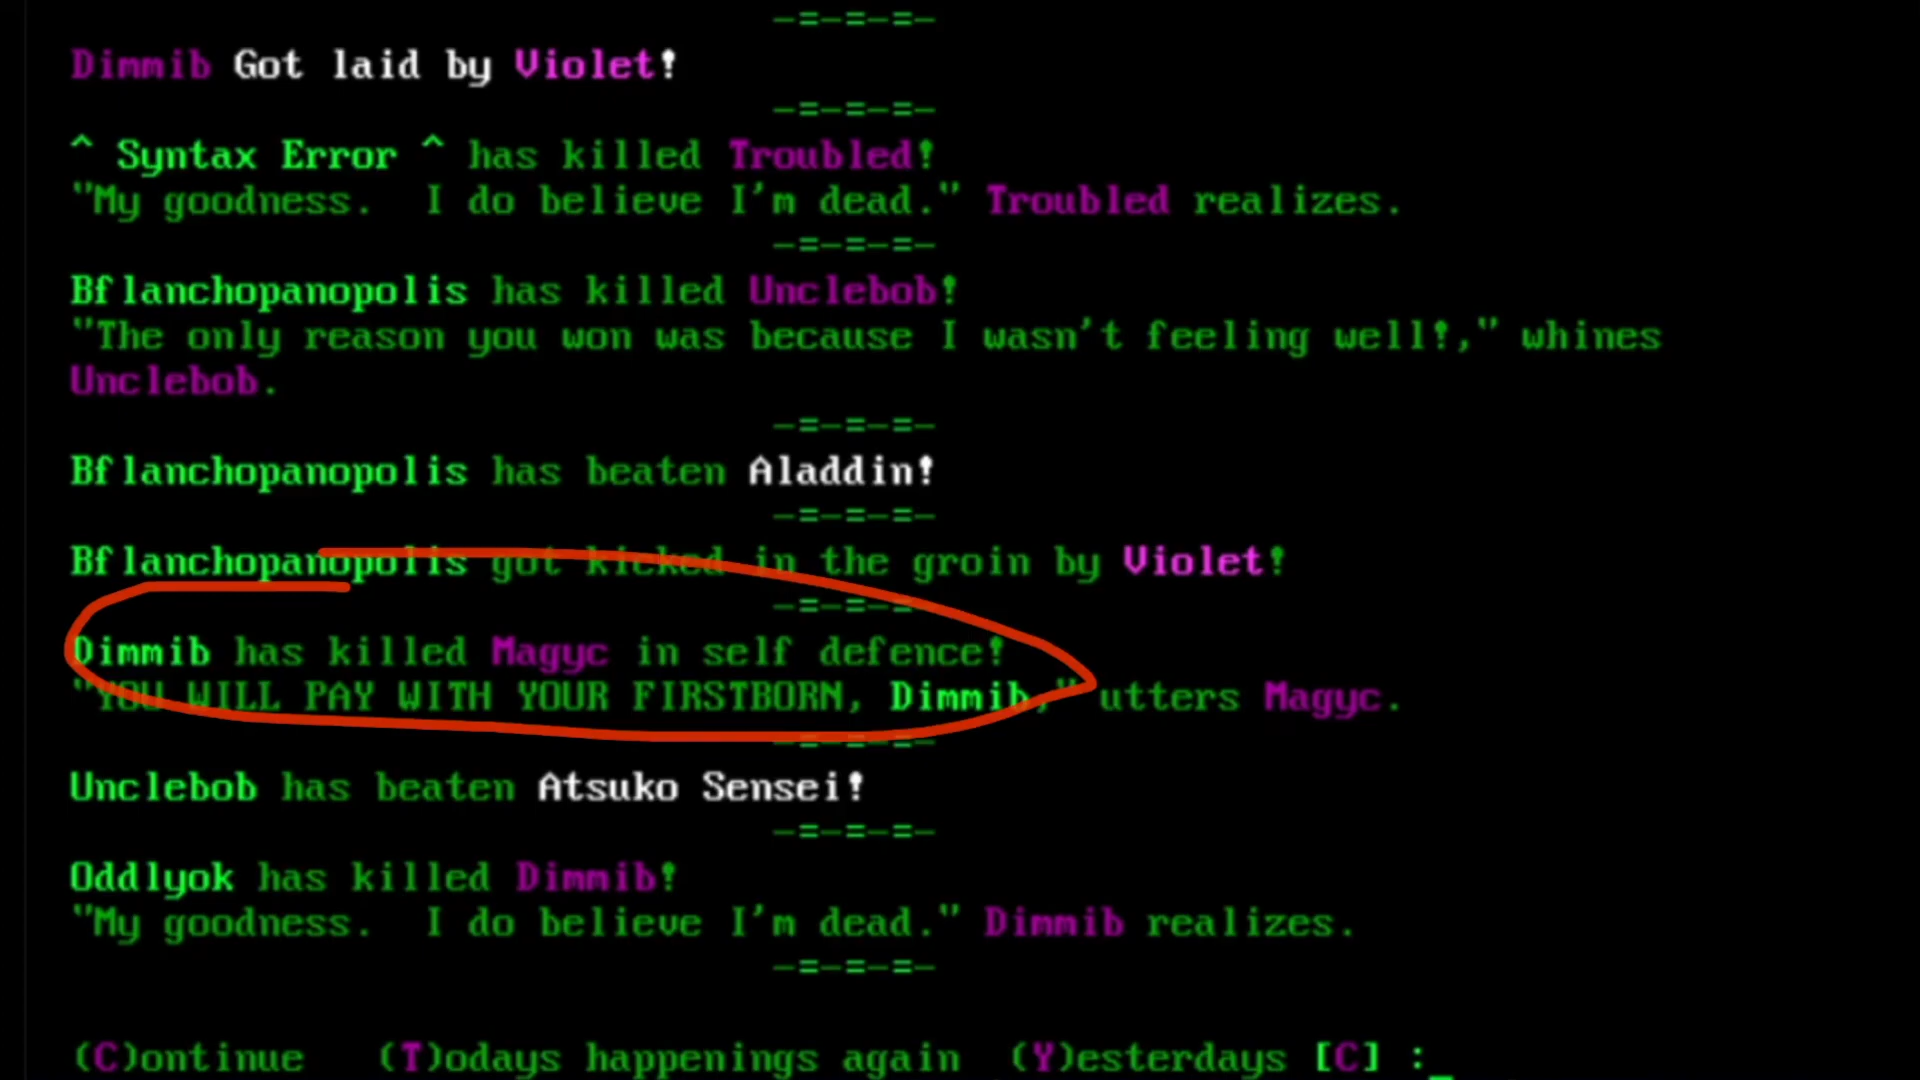 -=-=-=-
Dimmib Got laid by Violet!
-=-=-=-
^ Syntax Error ^ has killed Troubled!
"My goodness.  I do believe I'm dead." Troubled realizes.
-=-=-=-
Bflanchopanopolis has killed Unclebob!
"The only reason you won was because I wasn't feeling well!," whines
Unclebob.
-=-=-=-
Bflanchopanopolis has beaten Aladdin!
-=-=-=-
Bflanchopanopolis got kicked in the groin by Violet!
-=-=-=-
Dimmib has killed Magyc in self defence!
"YOU WILL PAY WITH YOUR FIRSTBORN, Dimmib," utters Magyc.
-=-=-=-
Unclebob has beaten Atsuko Sensei!
-=-=-=-
Oddlyok has killed Dimmib!
"My goodness.  I do believe I'm dead." Dimmib realizes.
-=-=-=-
(C)ontinue   (T)odays happenings again  (Y)esterdays [C] :_